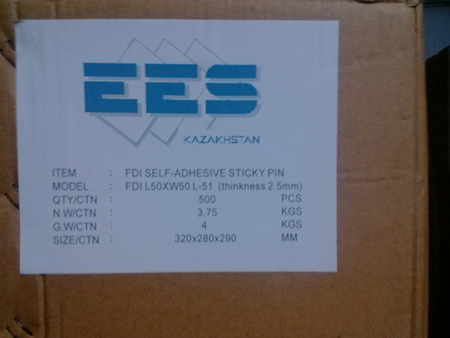 EES
KAZAKHSTAN
ITEM : FDI SELF-ADHESIVE STICKY PIN
MODEL : FDI L50XW50 L-51 (thinkness 2.5mm)
QTY/CTN : 500 PCS
N.W/CTN : 3.75 KGS
G.W/CTN : 4 KGS
SIZE/CTN : 320x280x290 MM